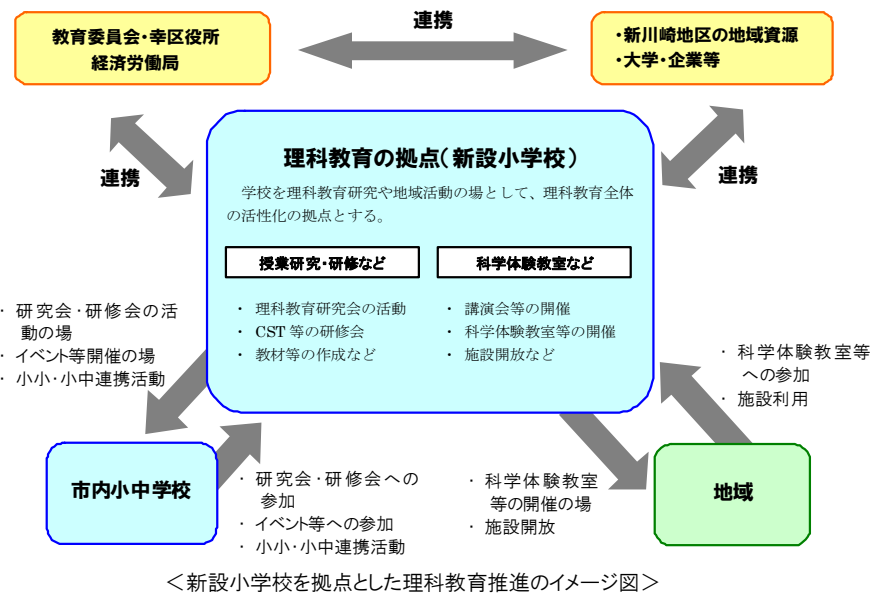 連携
教育委員会・幸区役所
経済労働局
・新川崎地区の地域資源
・大学・企業等
連携
連携
理科教育の拠点(新設小学校)
学校を理科教育研究や地域活動の場として、理科教育全体
の活性化の拠点とする。
授業研究・研修など
・ 理科教育研究会の活動
・ CST 等の研修会
・ 教材等の作成など
科学体験教室など
・ 講演会等の開催
・ 科学体験教室等の開催
・ 施設開放など
・ 研究会・研修会の活
動の場
・ イベント等開催の場
・ 小小・小中連携活動
・ 科学体験教室等
への参加
・ 施設利用
市内小中学校
・ 研究会・研修会への
参加
・ イベント等への参加
・ 小小・小中連携活動
・ 科学体験教室
等の開催の場
・ 施設開放
地域
<新設小学校を拠点とした理科教育推進のイメージ図>